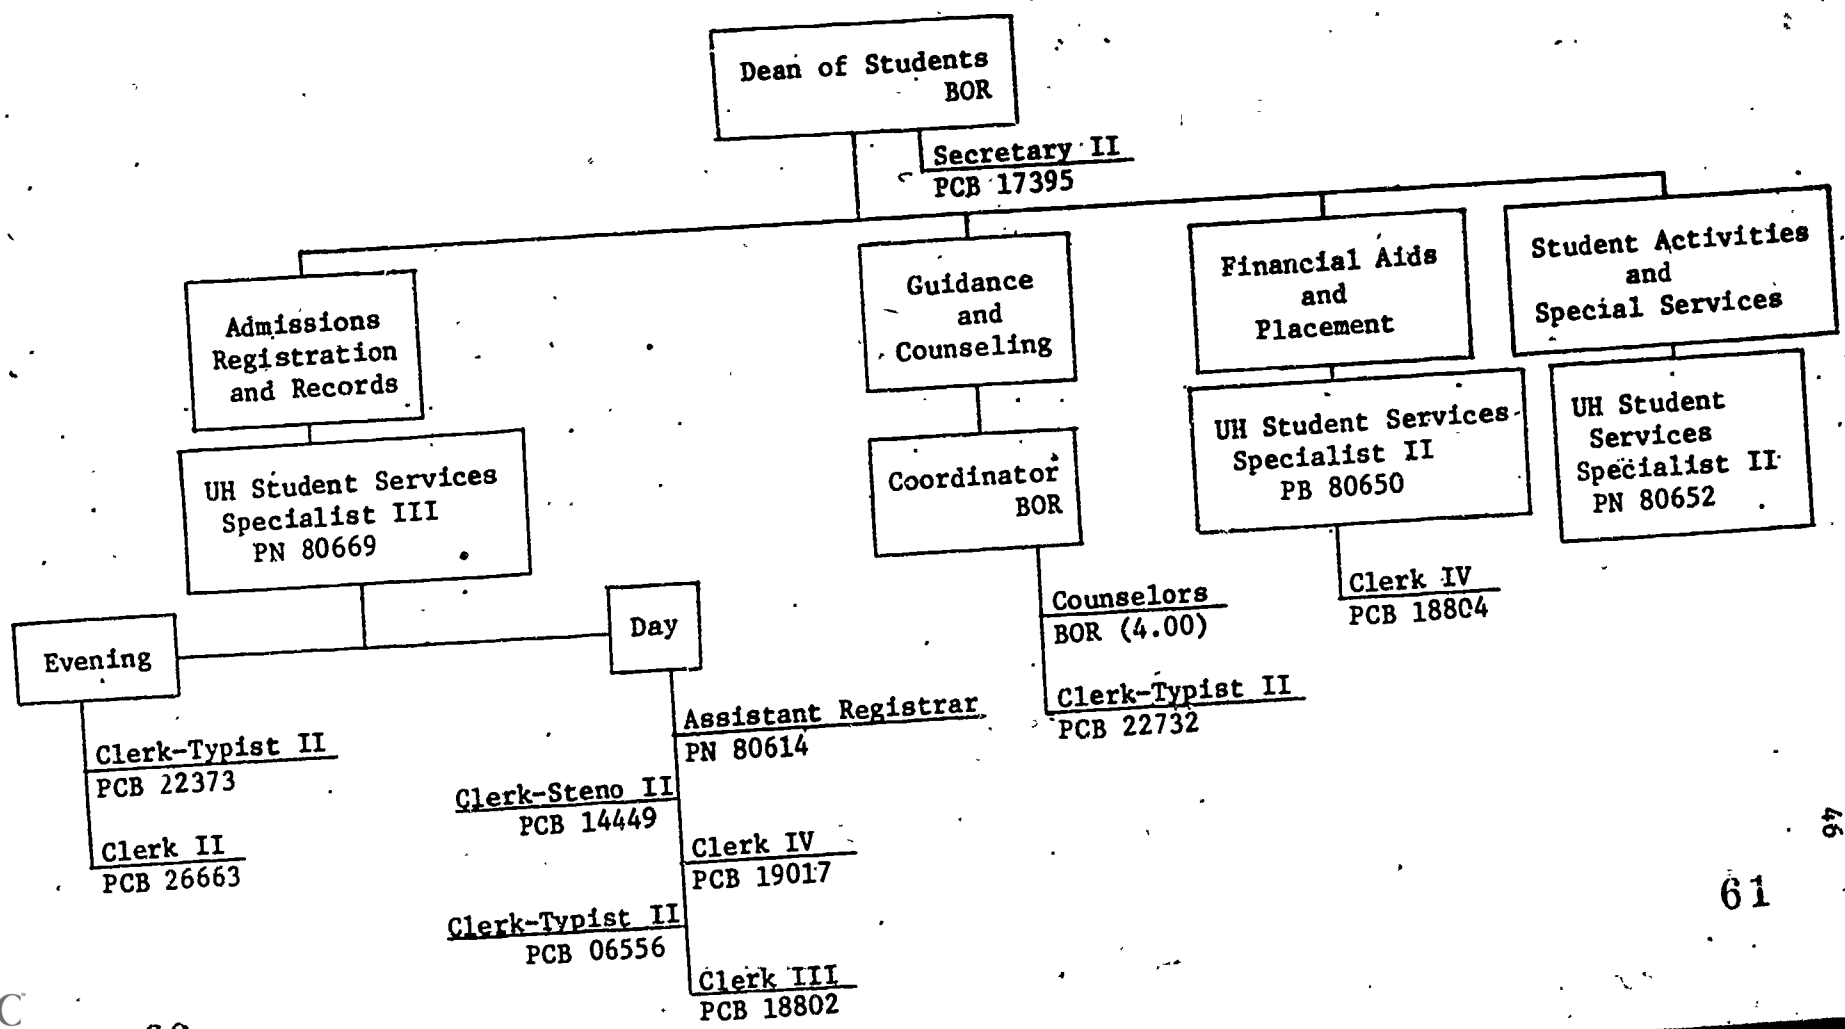 Dean of Students
BOR
Secretary II
PCB 17395
Admissions
Registration
and Records
Guidance
and
Counseling
Financial Aids
and
Placement
Student Activities
and
Special Services
UH Student Services
Specialist III
PN 80669
Coordinator
BOR
UH Student Services
Specialist II
PB 80650
UH Student
Services
Specialist II
PN 80652
Evening
Day
Counselors
BOR (4.00)
Clerk-Typist II
PCB 22732
Clerk IV
PCB 18804
Clerk-Typist II
PCB 22373
Clerk II
PCB 26663
Assistant Registrar
PN 80614
Clerk-Steno II
PCB 14449
Clerk IV
PCB 19017
Clerk-Typist II
PCB 06556
Clerk III
PCB 18802
46
61
C